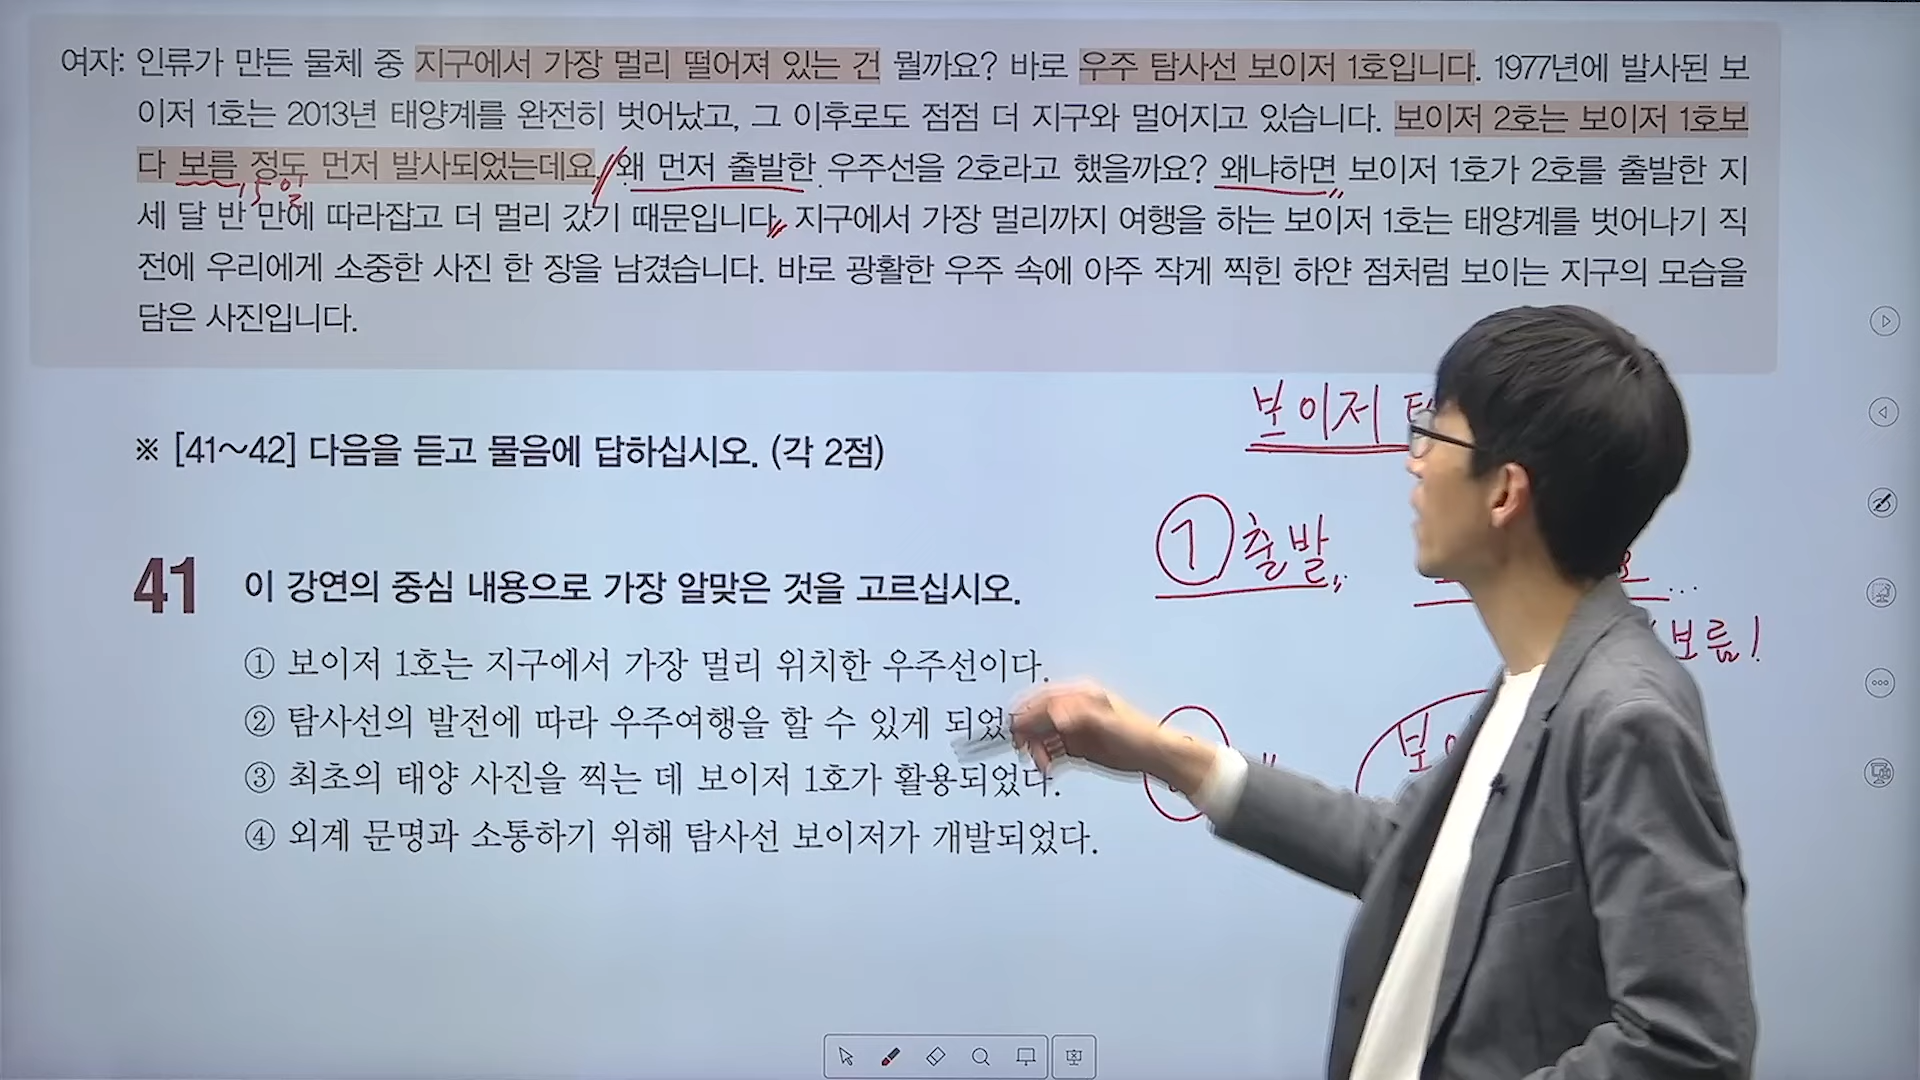 여자: 인류가 만든 물체 중 지구에서 가장 멀리 떨어져 있는 건 뭘까요? 바로 우주 탐사선 보이저 1호입니다. 1977년에 발사된 보
이저 1호는 2013년 태양계를 완전히 벗어났고, 그 이후로도 점점 더 지구와 멀어지고 있습니다. 보이저 2호는 보이저 1호보
다 보름 정도 먼저 발사되었는데요. 왜 먼저 출발한 우주선을 2호라고 했을까요? 왜냐하면 보이저 1호가 2호를 출발한 지
15일
세 달 반 만에 따라잡고 더 멀리 갔기 때문입니다. 지구에서 가장 멀리까지 여행을 하는 보이저 1호는 태양계를 벗어나기 직
전에 우리에게 소중한 사진 한 장을 남겼습니다. 바로 광활한 우주 속에 아주 작게 찍힌 하얀 점처럼 보이는 지구의 모습을
담은 사진입니다.
보이저
※ [41~42] 다음을 듣고 물음에 답하십시오. (각 2점)
① 출발
41 이 강연의 중심 내용으로 가장 알맞은 것을 고르십시오.
보름!
① 보이저 1호는 지구에서 가장 멀리 위치한 우주선이다.
② 탐사선의 발전에 따라 우주여행을 할 수 있게
③ 최초의 태양 사진을 찍는 데 보이저 1호가 활용되었다.
④ 외계 문명과 소통하기 위해 탐사선 보이저가 개발되었다.